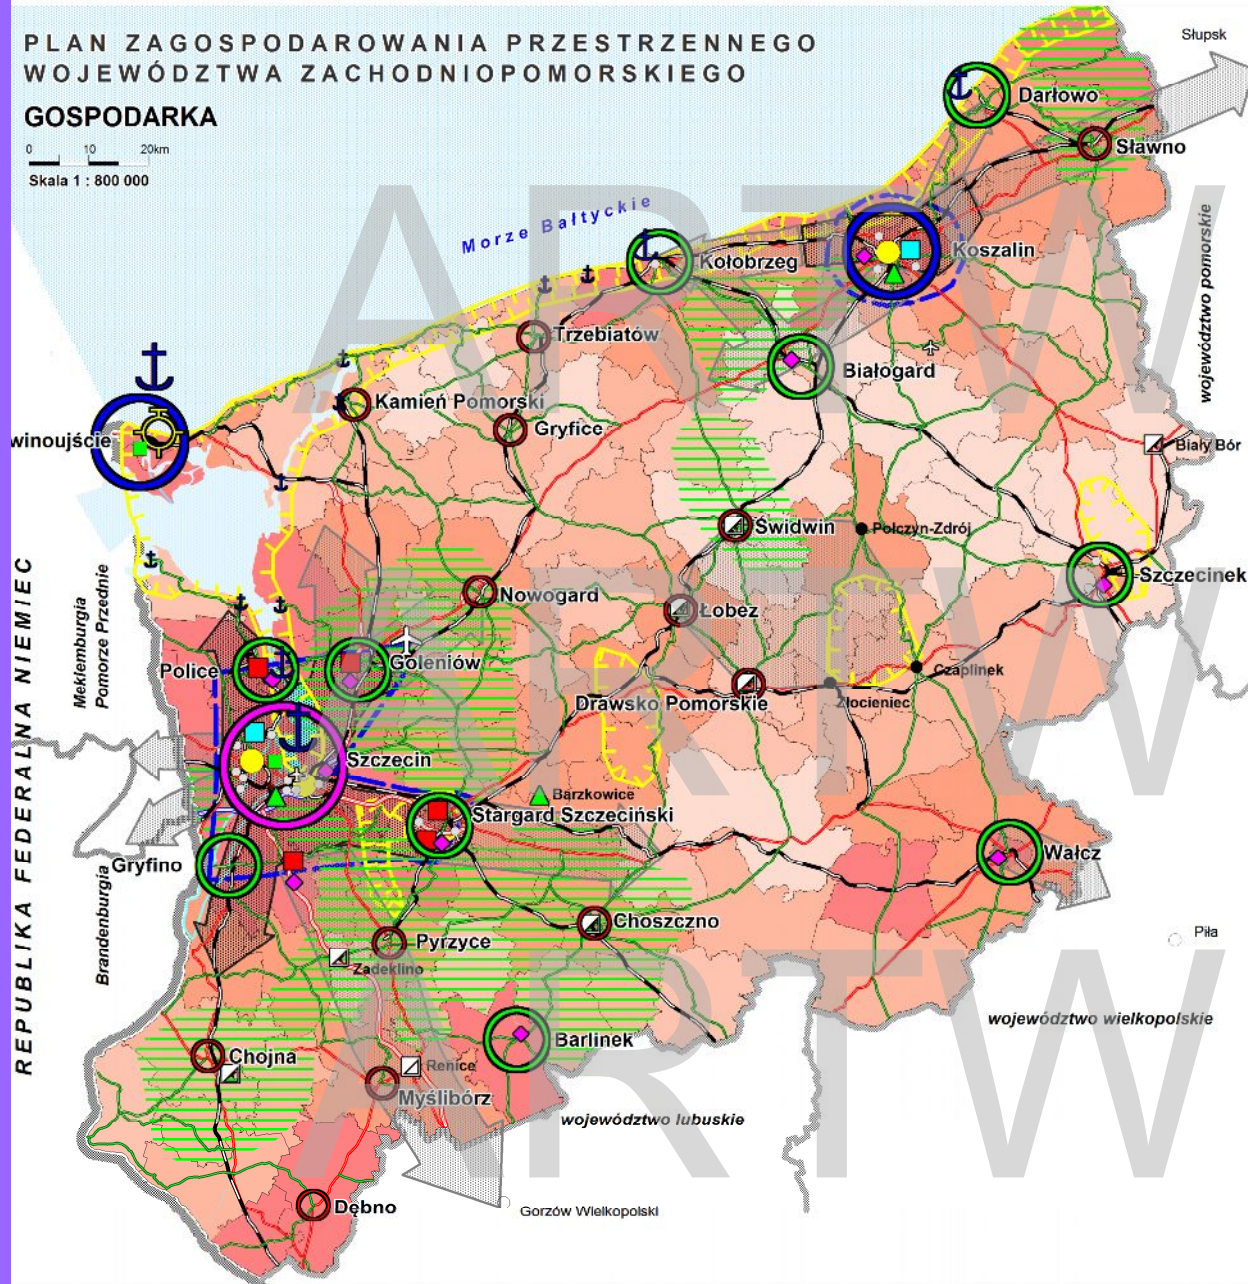 PLAN ZAGOSPODAROWANIA PRZESTRZENNEGO
WOJEWÓDZTWA ZACHODNIOPOMORSKIEGO
GOSPODARKA
0 10 20km
Skala 1 : 800 000
Słupsk
Darłowo
Sławno
Morze Bałtyckie
Kołobrzeg
Koszalin
województwo pomorskie
Trzebiatów
Białogard
Kamień Pomorski
Gryfice
winoujście
Biały Bór
Świdwin
Połczyn-Zdrój
Szczecinek
Nowogard
Łobez
Meklemburgia
Pomorze Przednie
REPUBLIKA FEDERALNA NIEMIEC
Police
Goleniów
Czaplinek
Drawsko Pomorskie
Złocieniec
Szczecin
Barzkowice
Stargard Szczeciński
Gryfino
Wałcz
Brandenburgia
Choszczno
Piła
Pyrzyce
Zadeklino
województwo wielkopolskie
Barlinek
Chojna
Renice
Myślibórz
województwo lubuskie
Dębno
Gorzów Wielkopolski
ARTW
ARTW
ARTW